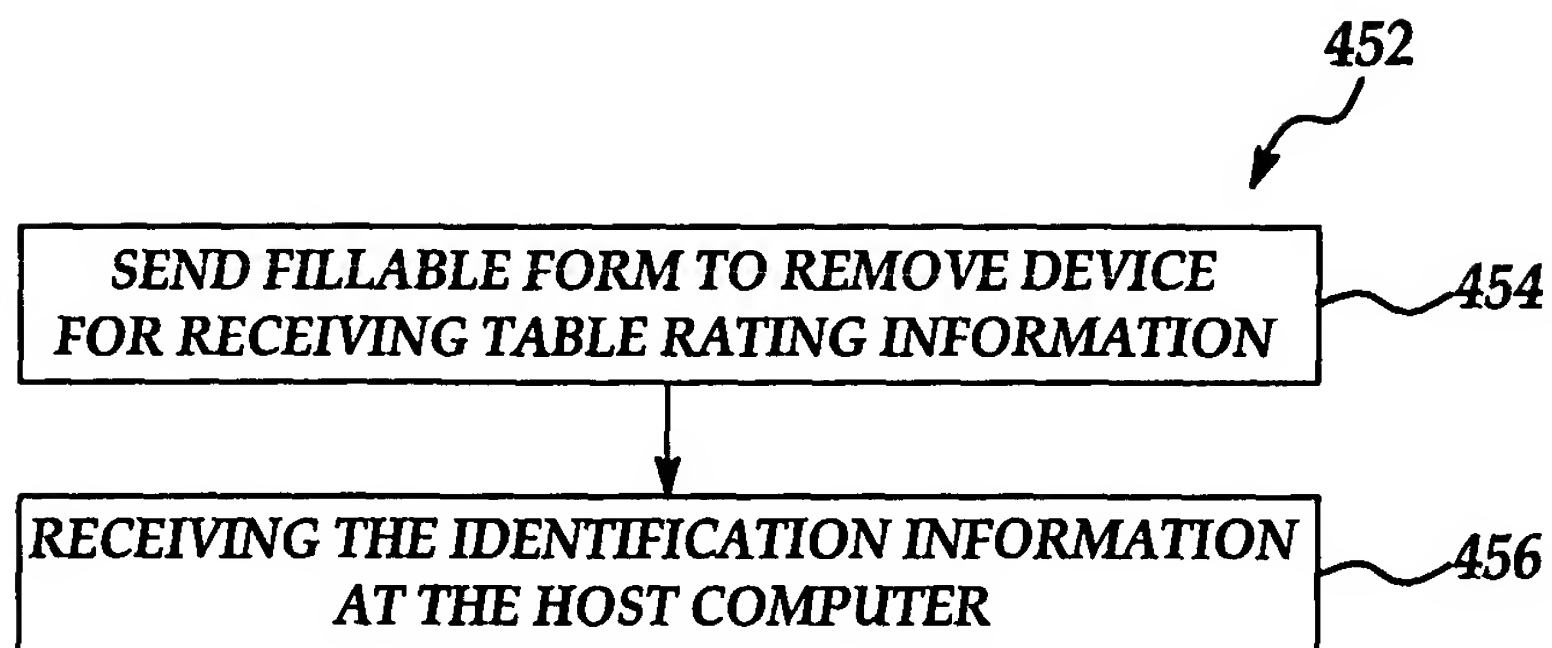 452
SEND FILLABLE FORM TO REMOVE DEVICE
FOR RECEIVING TABLE RATING INFORMATION
454
RECEIVING THE IDENTIFICATION INFORMATION
AT THE HOST COMPUTER
456